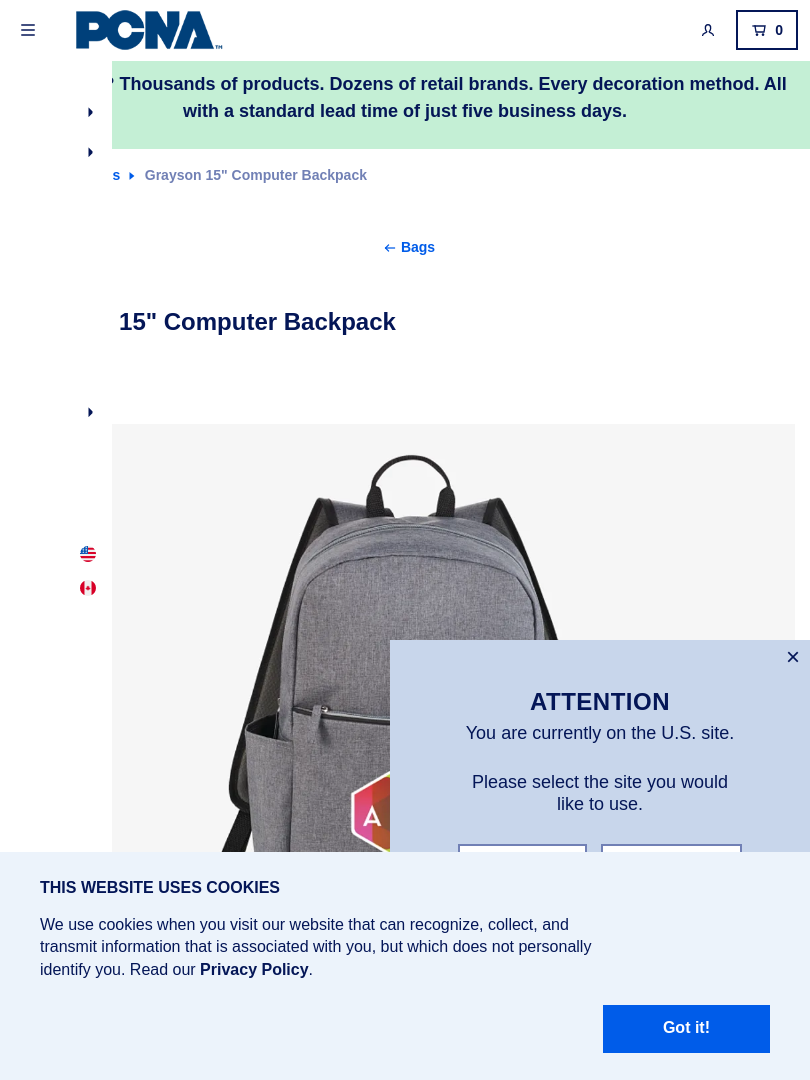 PCNA™
0
? Thousands of products. Dozens of retail brands. Every decoration method. All
with a standard lead time of just five business days.
s
Grayson 15" Computer Backpack
Bags
15" Computer Backpack
A
ATTENTION
You are currently on the U.S. site.
Please select the site you would
like to use.
THIS WEBSITE USES COOKIES
We use cookies when you visit our website that can recognize, collect, and
transmit information that is associated with you, but which does not personally
identify you. Read our Privacy Policy.
Got it!